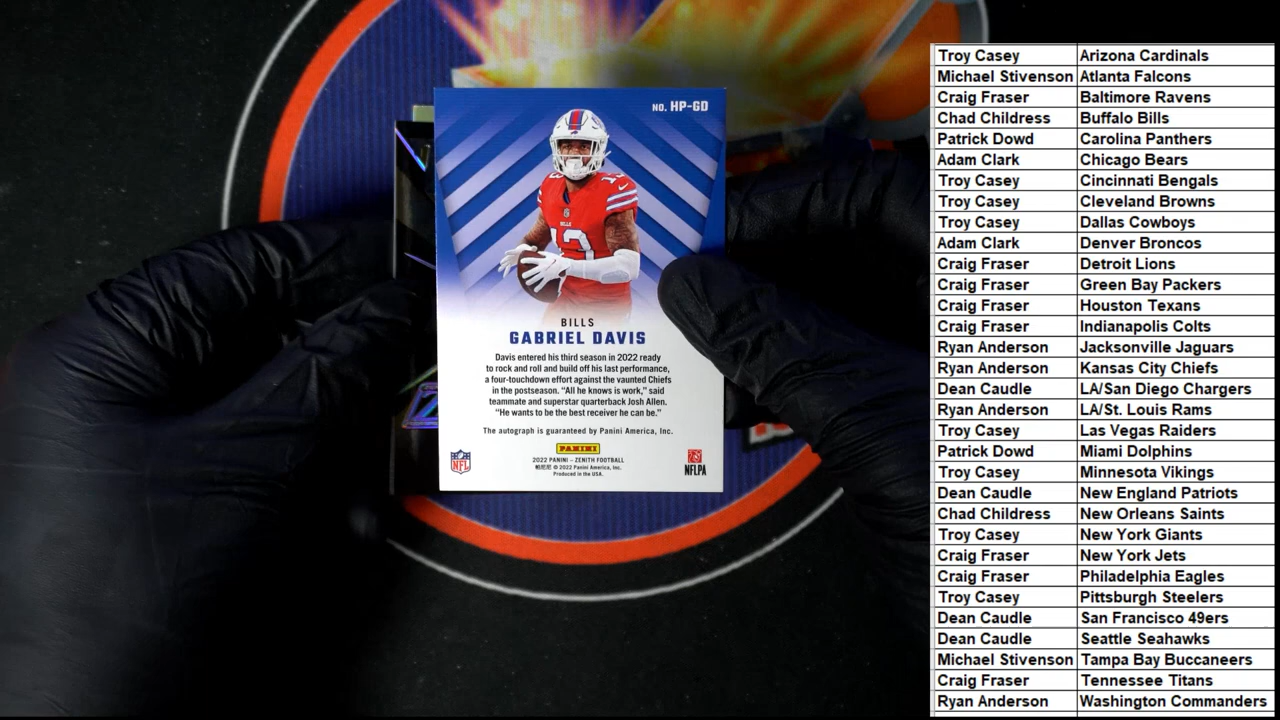 NO. HP-GD
13
BILLS
13
BILLS
GABRIEL DAVIS
Davis entered his third season in 2022 ready
to rock and roll and build off his last performance,
a four-touchdown effort against the vaunted Chiefs
in the postseason. “All he knows is work,” said
teammate and superstar quarterback Josh Allen.
“He wants to be the best receiver he can be.”
The autograph is guaranteed by Panini America, Inc.
PANINI
2022 PANINI – ZENITH FOOTBALL
帕尼尼 © 2022 Panini America, Inc.
Produced in the USA.
NFL
NFLPA
Troy Casey Arizona Cardinals
Michael Stivenson Atlanta Falcons
Craig Fraser Baltimore Ravens
Chad Childress Buffalo Bills
Patrick Dowd Carolina Panthers
Adam Clark Chicago Bears
Troy Casey Cincinnati Bengals
Troy Casey Cleveland Browns
Troy Casey Dallas Cowboys
Adam Clark Denver Broncos
Craig Fraser Detroit Lions
Craig Fraser Green Bay Packers
Craig Fraser Houston Texans
Craig Fraser Indianapolis Colts
Ryan Anderson Jacksonville Jaguars
Ryan Anderson Kansas City Chiefs
Dean Caudle LA/San Diego Chargers
Ryan Anderson LA/St. Louis Rams
Troy Casey Las Vegas Raiders
Patrick Dowd Miami Dolphins
Troy Casey Minnesota Vikings
Dean Caudle New England Patriots
Chad Childress New Orleans Saints
Troy Casey New York Giants
Craig Fraser New York Jets
Craig Fraser Philadelphia Eagles
Troy Casey Pittsburgh Steelers
Dean Caudle San Francisco 49ers
Dean Caudle Seattle Seahawks
Michael Stivenson Tampa Bay Buccaneers
Craig Fraser Tennessee Titans
Ryan Anderson Washington Commanders